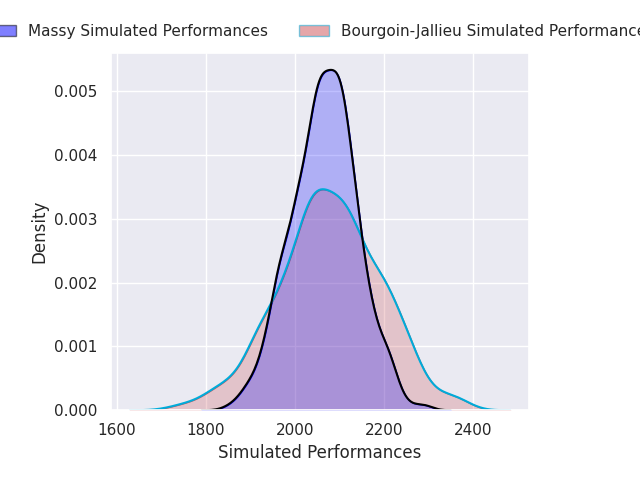 Massy Simulated Performances
Bourgoin-Jallieu Simulated Performance
0.005
0.004
0.003
0.002
0.001
0.000
Density
1600 1800 2000 2200 2400
Simulated Performances